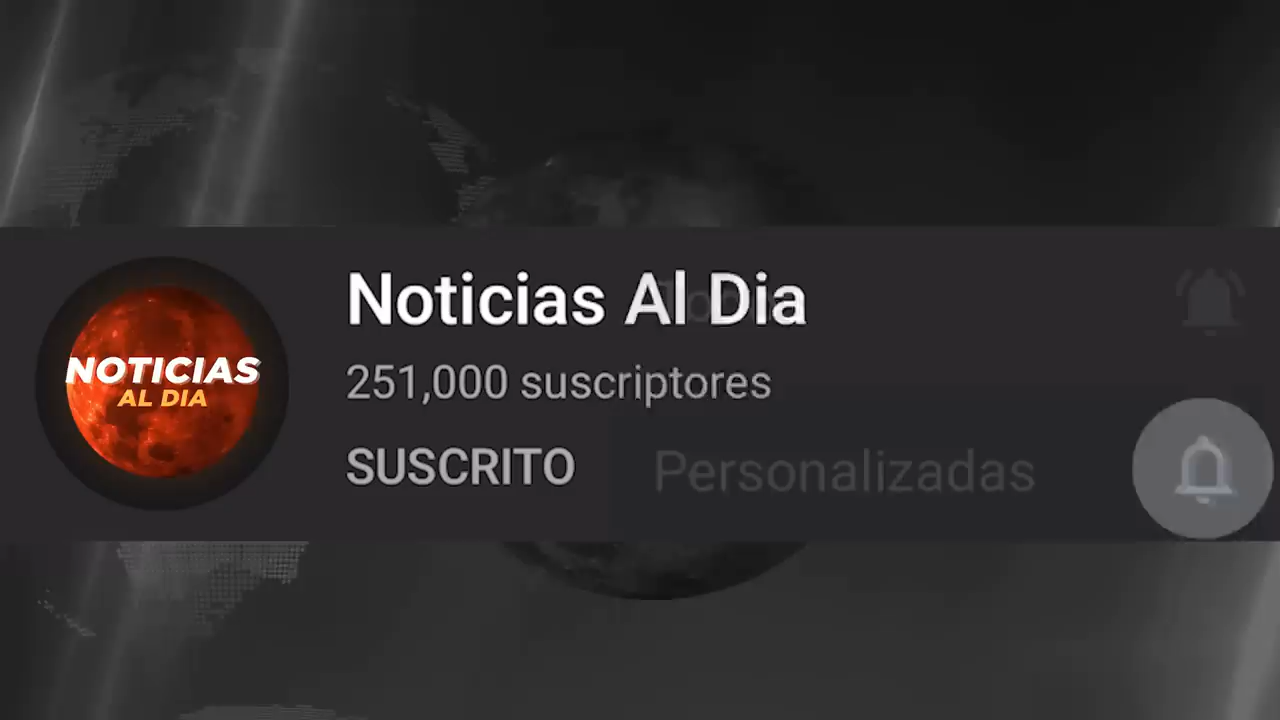 NOTICIAS
AL DIA
Noticias Al Dia
251,000 suscriptores
SUSCRITO
Personalizadas